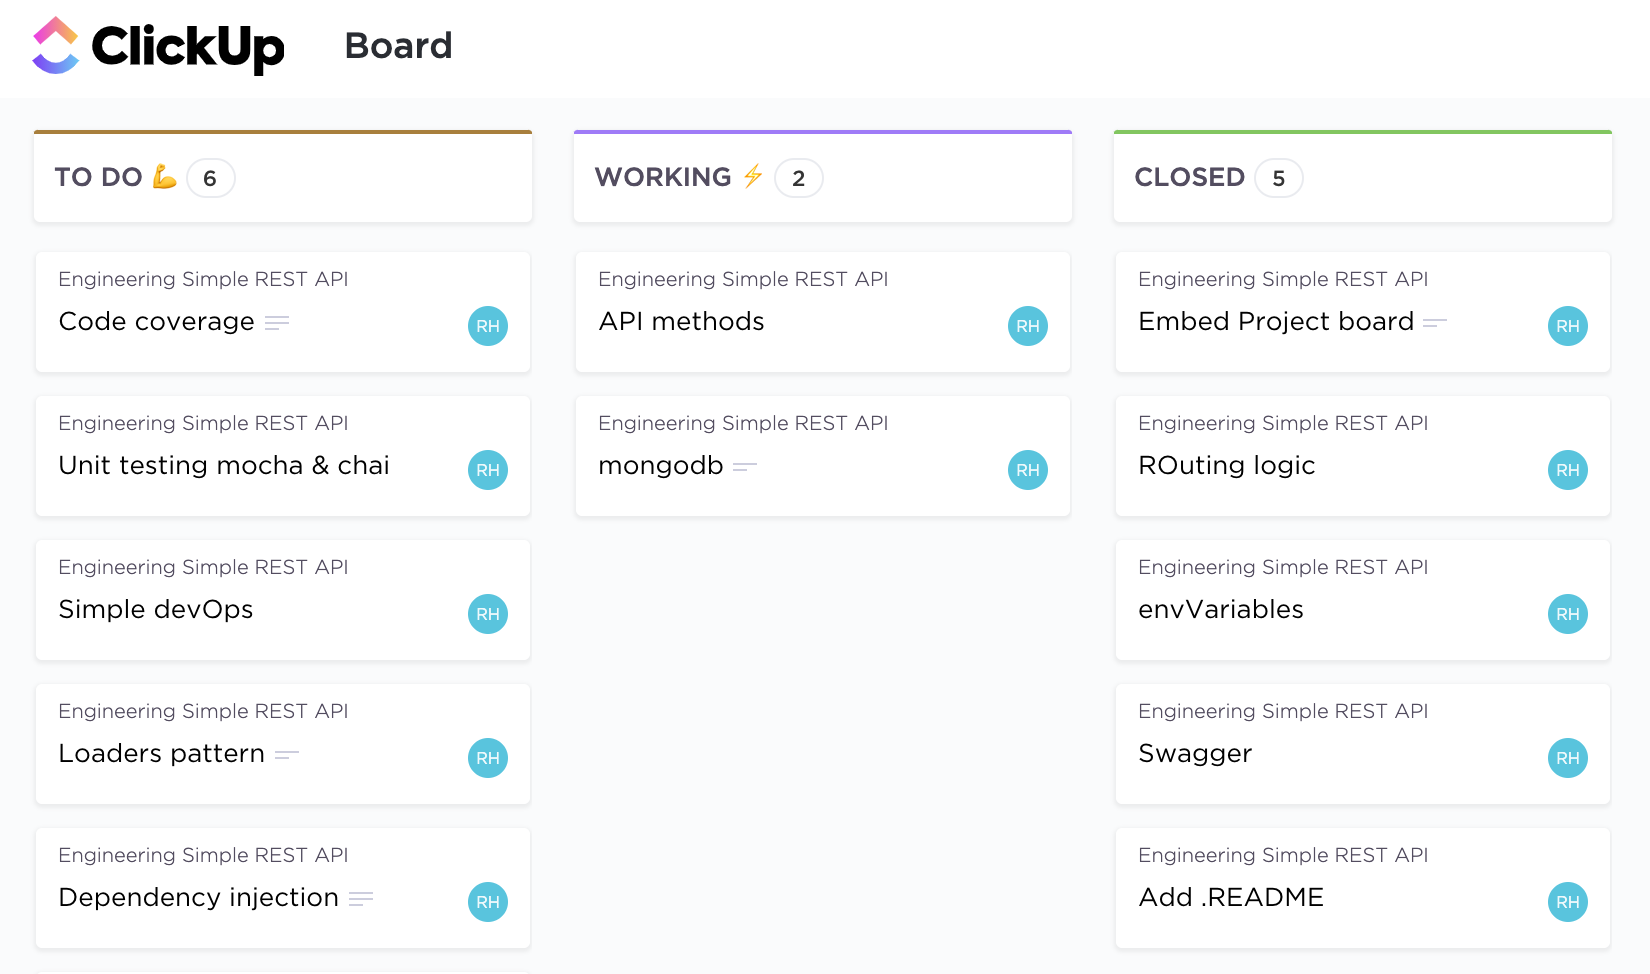 ClickUp Board
TO DO 💪 6
Engineering Simple REST API
Code coverage
RH
Engineering Simple REST API
Unit testing mocha & chai
RH
Engineering Simple REST API
Simple devOps
RH
Engineering Simple REST API
Loaders pattern
RH
Engineering Simple REST API
Dependency injection
RH
WORKING ⚡ 2
Engineering Simple REST API
API methods
RH
Engineering Simple REST API
mongodb
RH
CLOSED 5
Engineering Simple REST API
Embed Project board
RH
Engineering Simple REST API
ROuting logic
RH
Engineering Simple REST API
envVariables
RH
Engineering Simple REST API
Swagger
RH
Engineering Simple REST API
Add .README
RH